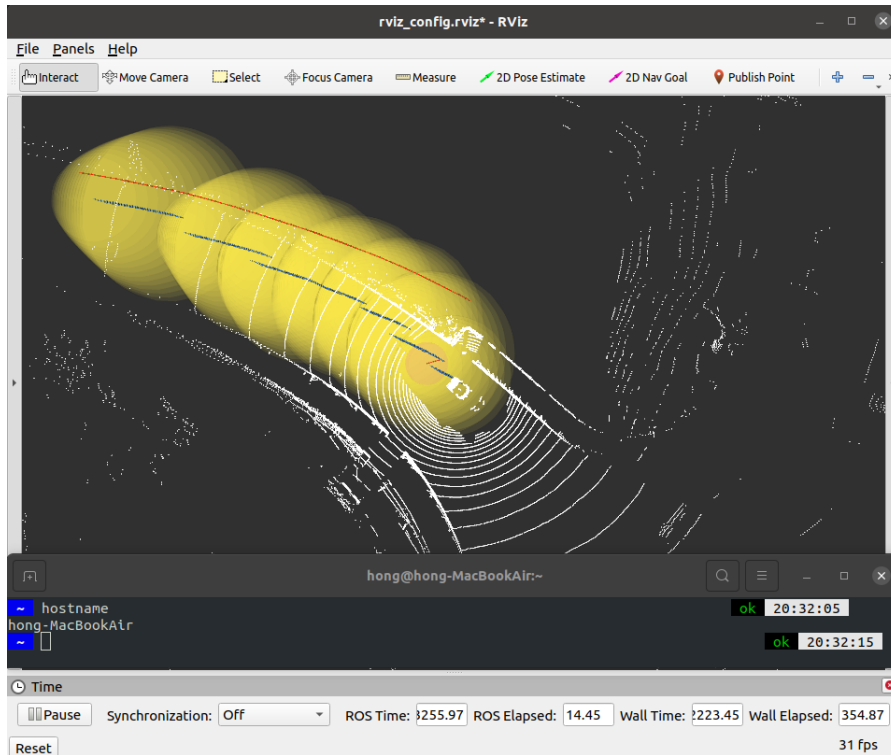 rviz_config.rviz* - RViz
File Panels Help
Interact Move Camera Select Focus Camera Measure 2D Pose Estimate 2D Nav Goal Publish Point
hong@hong-MacBookAir:~
~ hostname ok 20:32:05
hong-MacBookAir
~ ok 20:32:15
Time
Pause Synchronization: Off ROS Time: 3255.97 ROS Elapsed: 14.45 Wall Time: 2223.45 Wall Elapsed: 354.87
Reset 31 fps